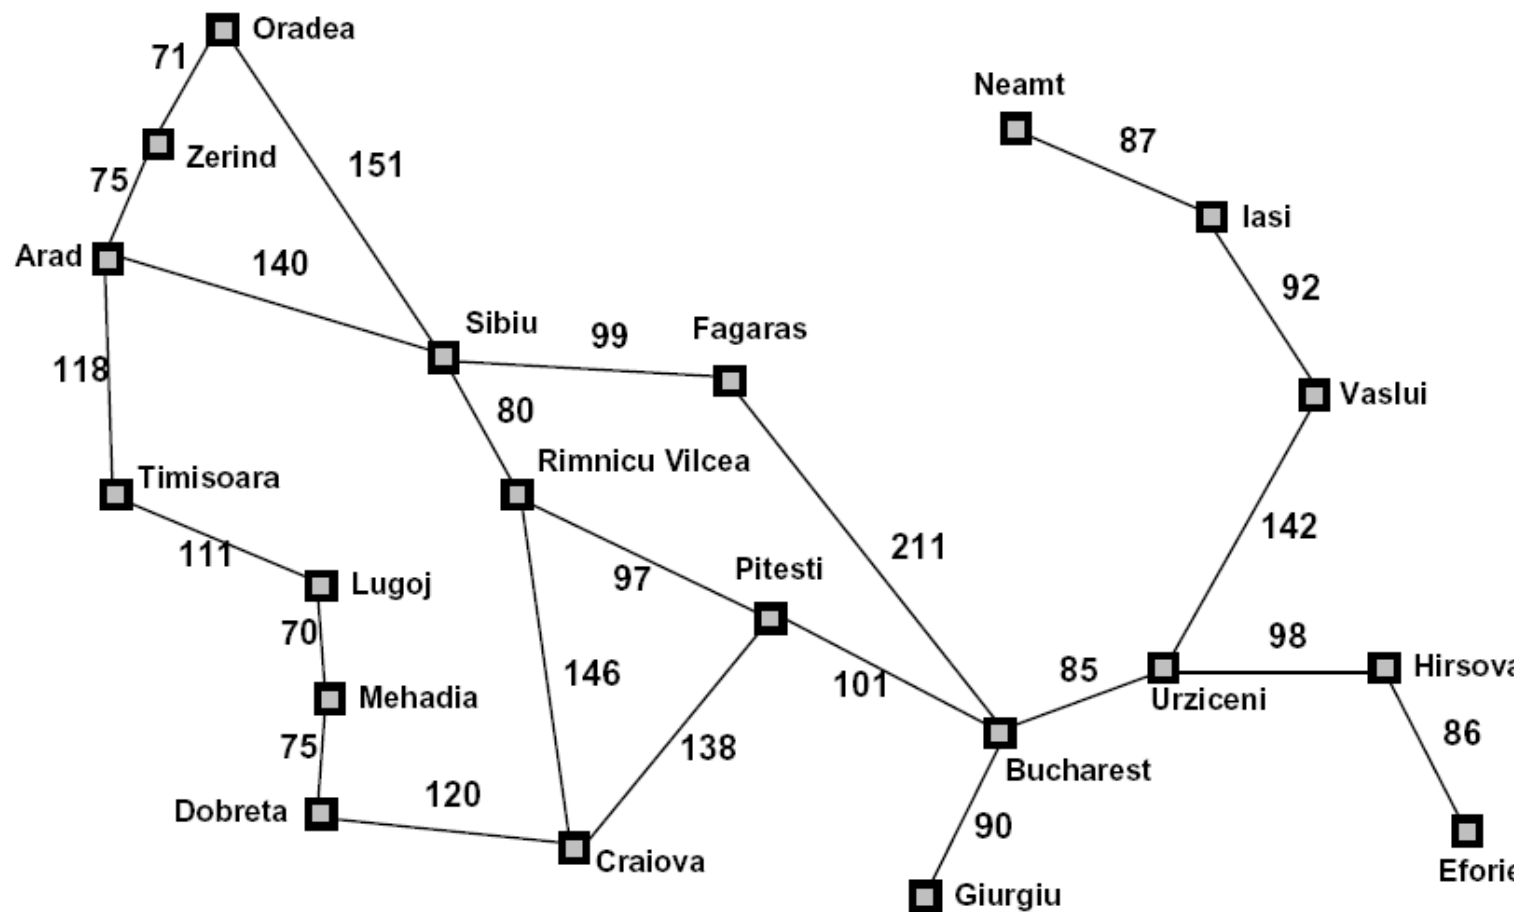 Oradea
71
Neamt
87
Zerind
151
75
Iasi
Arad
140
92
Sibiu
99
Fagaras
118
Vaslui
80
Rimnicu Vilcea
Timisoara
142
111
211
Pitesti
97
Lugoj
70
98
146
101
85
Hirsova
Mehadia
Urziceni
75
138
86
Bucharest
120
Dobreta
90
Craiova
Eforie
Giurgiu